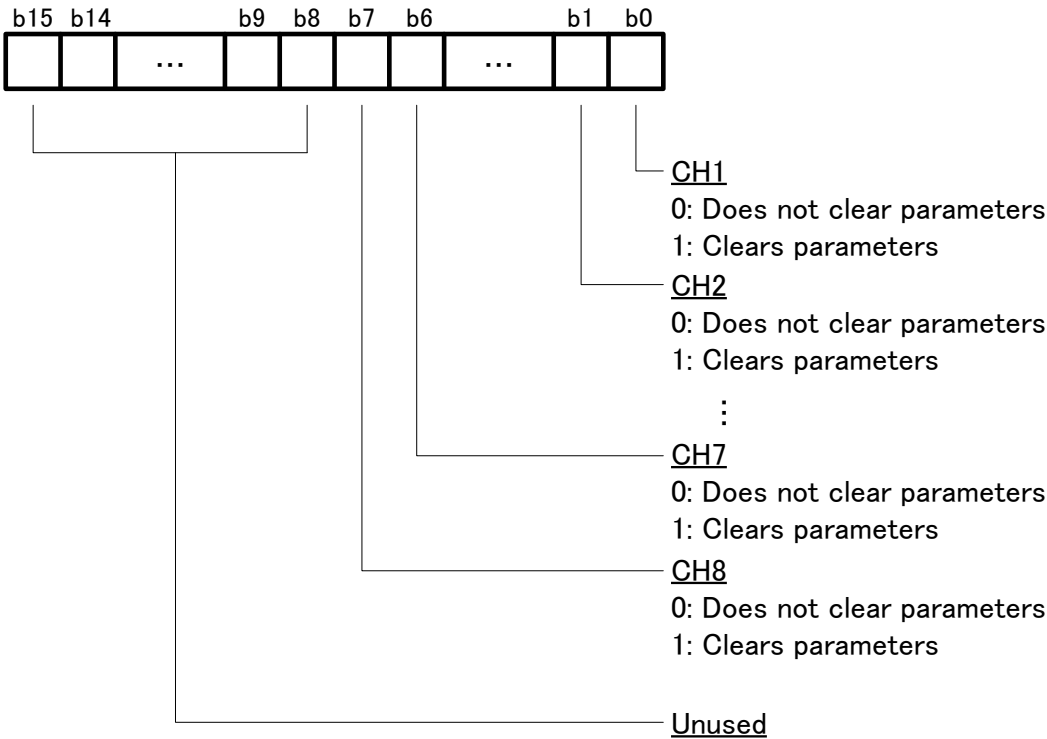 b15 b14 b9 b8 b7 b6 b1 b0
... ...
CH1
0: Does not clear parameters
1: Clears parameters
CH2
0: Does not clear parameters
1: Clears parameters
⋮
CH7
0: Does not clear parameters
1: Clears parameters
CH8
0: Does not clear parameters
1: Clears parameters
Unused